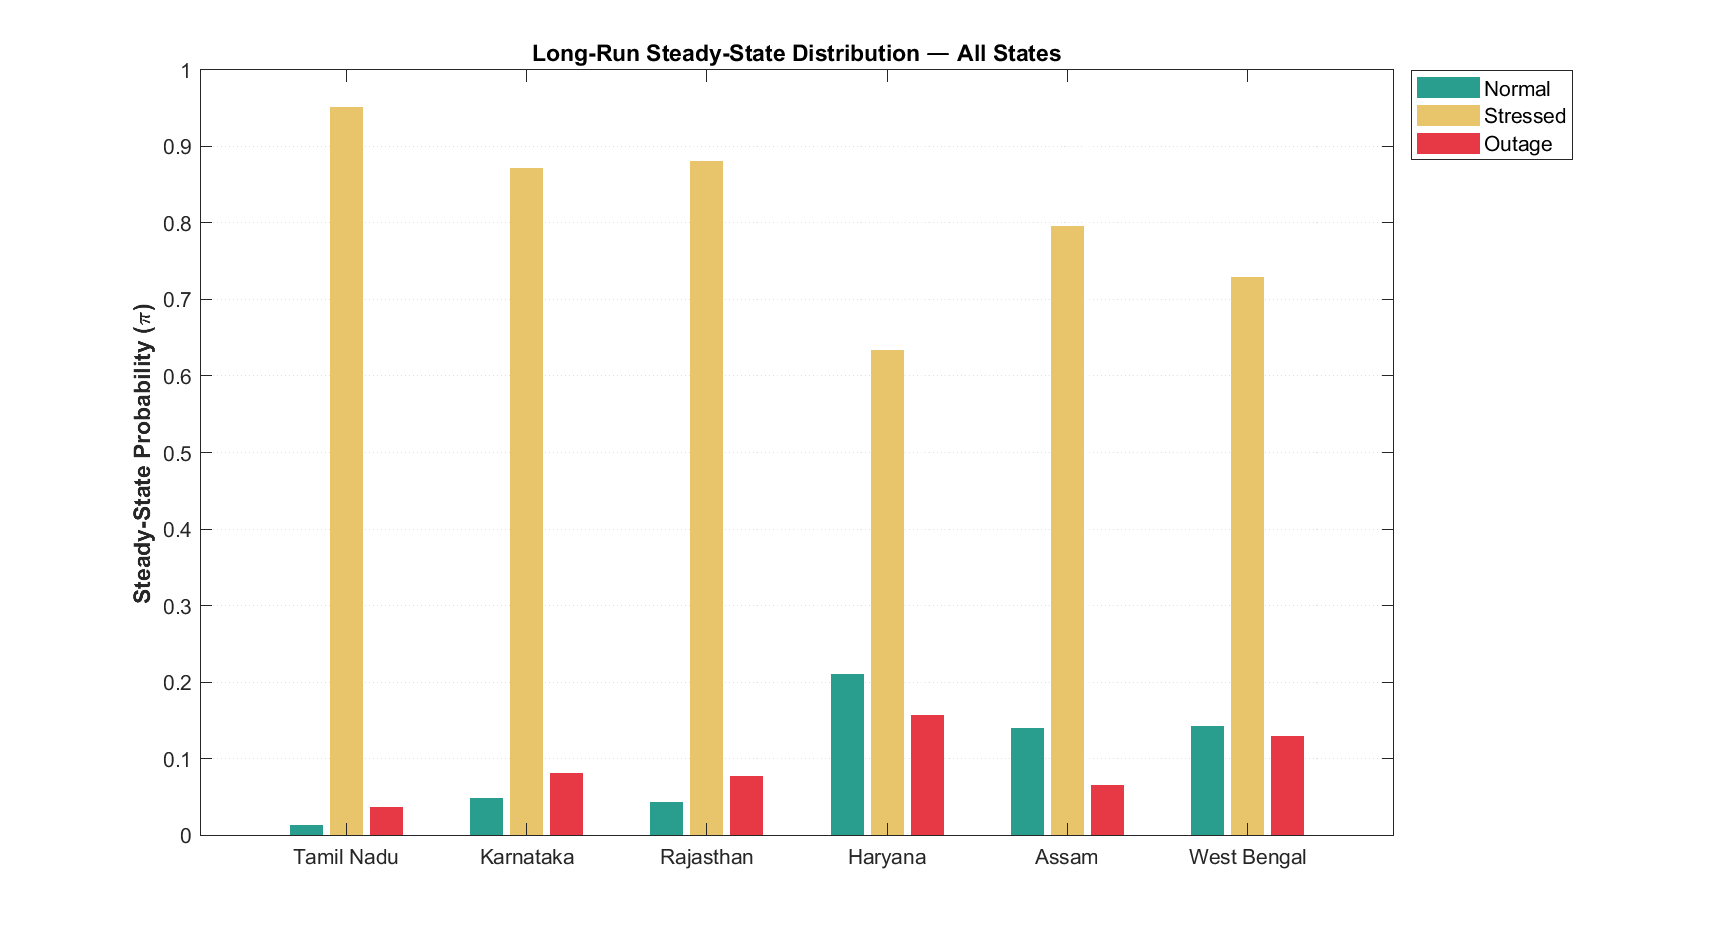 Long-Run Steady-State Distribution — All States
Normal
Stressed
Outage
Steady-State Probability (π)
1
0.9
0.8
0.7
0.6
0.5
0.4
0.3
0.2
0.1
0
Tamil Nadu
Karnataka
Rajasthan
Haryana
Assam
West Bengal